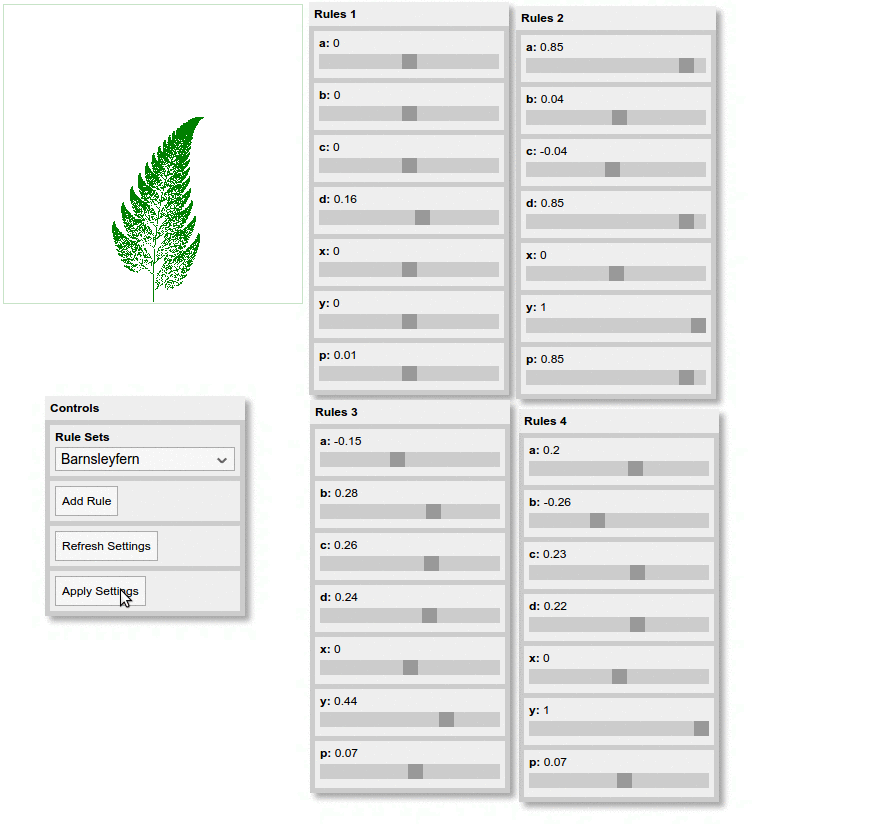 Rules 1
a: 0
b: 0
c: 0
d: 0.16
x: 0
y: 0
p: 0.01
Rules 2
a: 0.85
b: 0.04
c: -0.04
d: 0.85
x: 0
y: 1
p: 0.85
Controls
Rule Sets
Barnsleyfern
Add Rule
Refresh Settings
Apply Settings
Rules 3
a: -0.15
b: 0.28
c: 0.26
d: 0.24
x: 0
y: 0.44
p: 0.07
Rules 4
a: 0.2
b: -0.26
c: 0.23
d: 0.22
x: 0
y: 1
p: 0.07